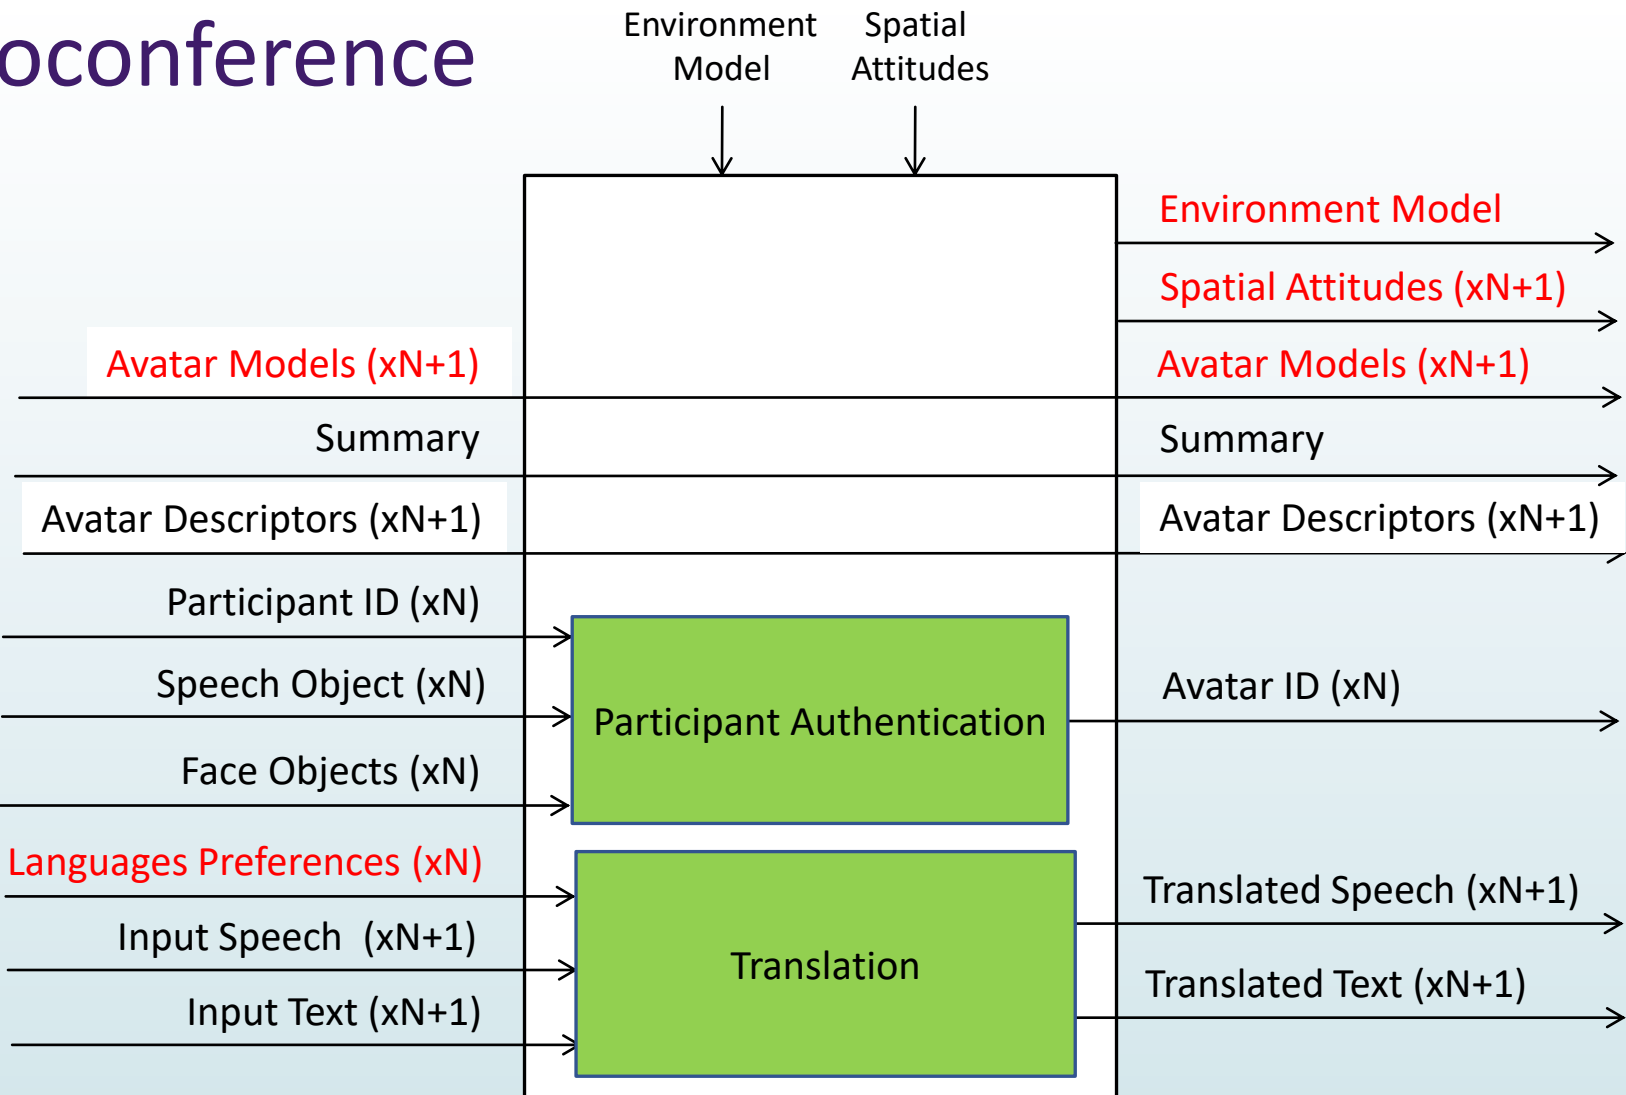 oconference
Environment Model
Spatial Attitudes
Environment Model
Spatial Attitudes (xN+1)
Avatar Models (xN+1)
Avatar Models (xN+1)
Summary
Summary
Avatar Descriptors (xN+1)
Avatar Descriptors (xN+1)
Participant ID (xN)
Speech Object (xN)
Face Objects (xN)
Participant Authentication
Avatar ID (xN)
Languages Preferences (xN)
Input Speech (xN+1)
Input Text (xN+1)
Translation
Translated Speech (xN+1)
Translated Text (xN+1)